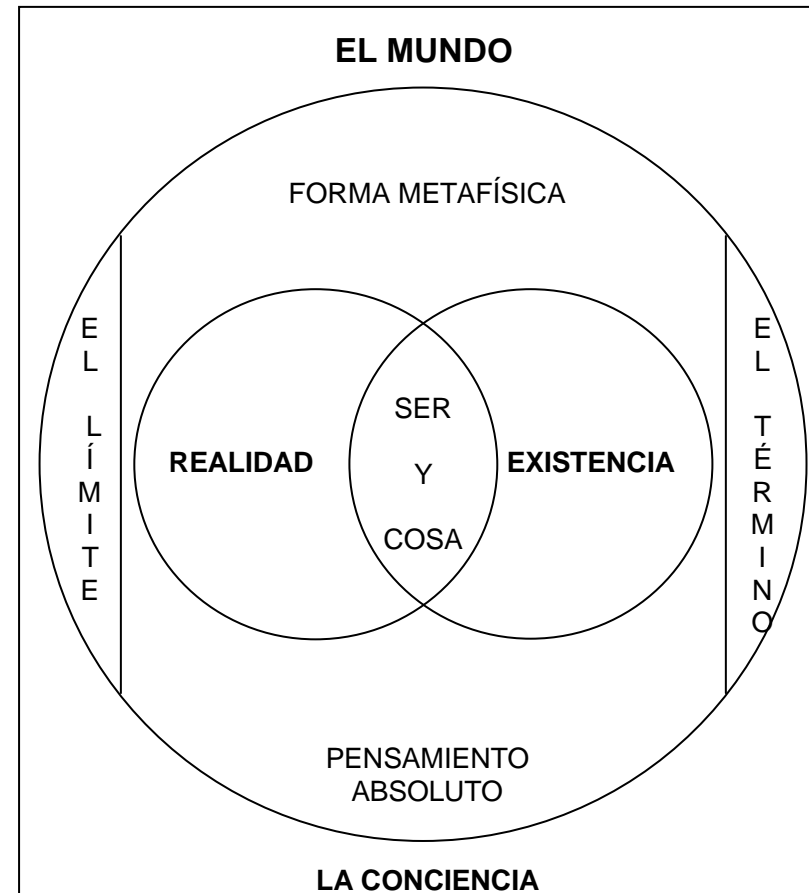 EL MUNDO
FORMA METAFÍSICA
EL LÍMITE
REALIDAD
SER
Y
COSA
EXISTENCIA
EL TÉRMINO
PENSAMIENTO
ABSOLUTO
LA CONCIENCIA